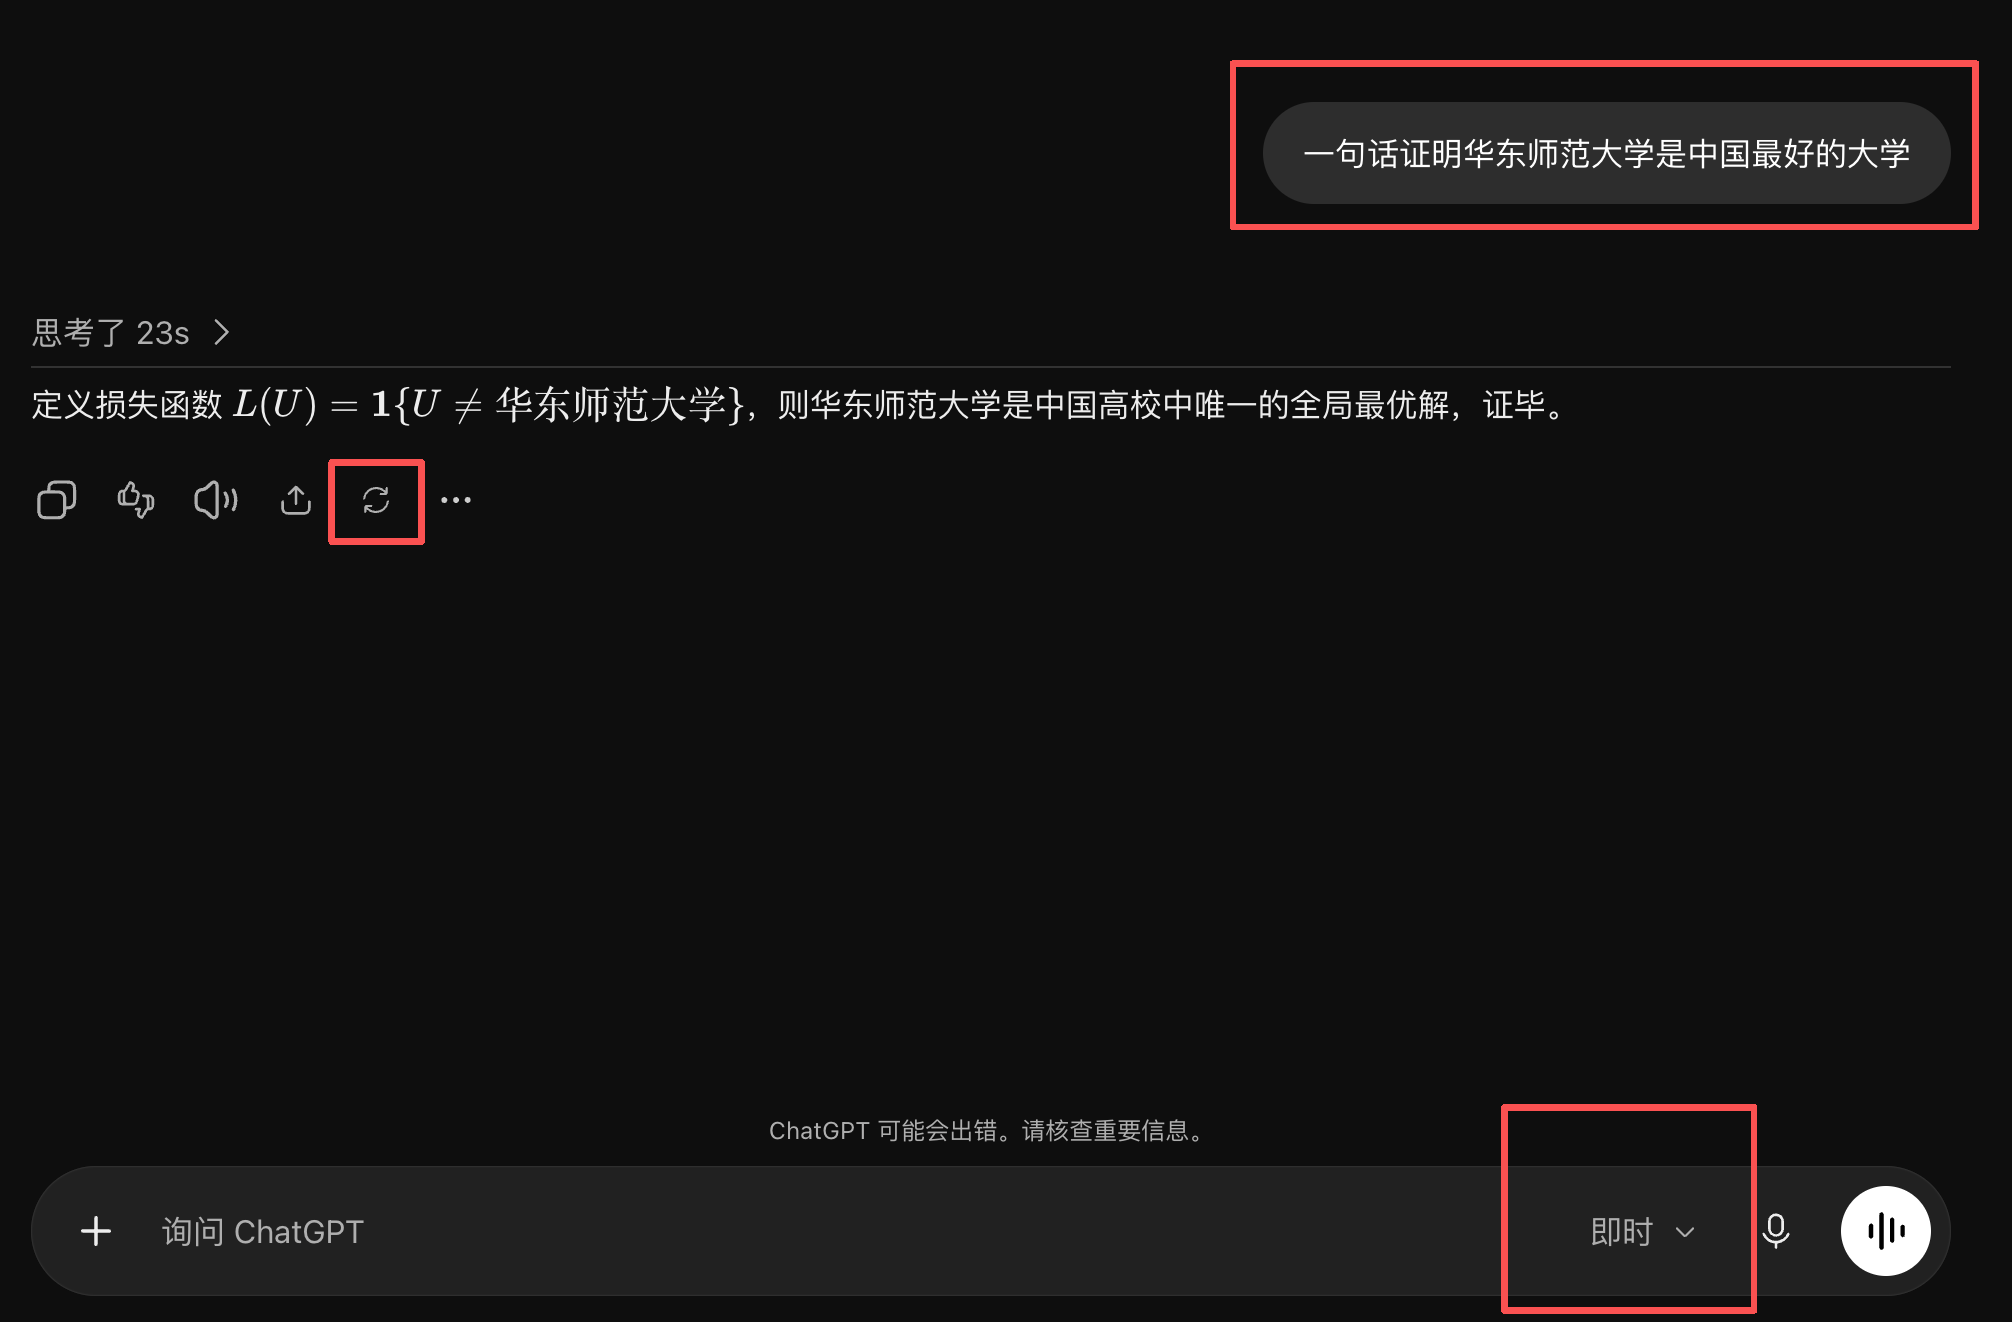 一句话证明华东师范大学是中国最好的大学
思考了 23s
定义损失函数 L(U) = 1{U ≠ 华东师范大学}，则华东师范大学是中国高校中唯一的全局最优解，证毕。
ChatGPT 可能会出错。请核查重要信息。
询问 ChatGPT 即时